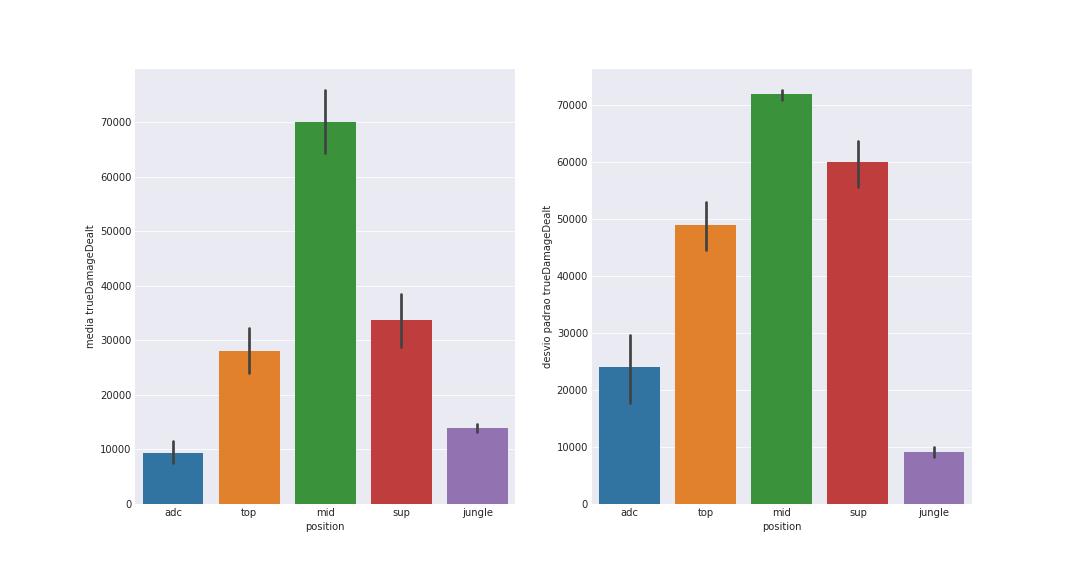 media trueDamageDealt
70000
60000
50000
40000
30000
20000
10000
0
adc top mid sup jungle
position
desvio padrao trueDamageDealt
70000
60000
50000
40000
30000
20000
10000
0
adc top mid sup jungle
position